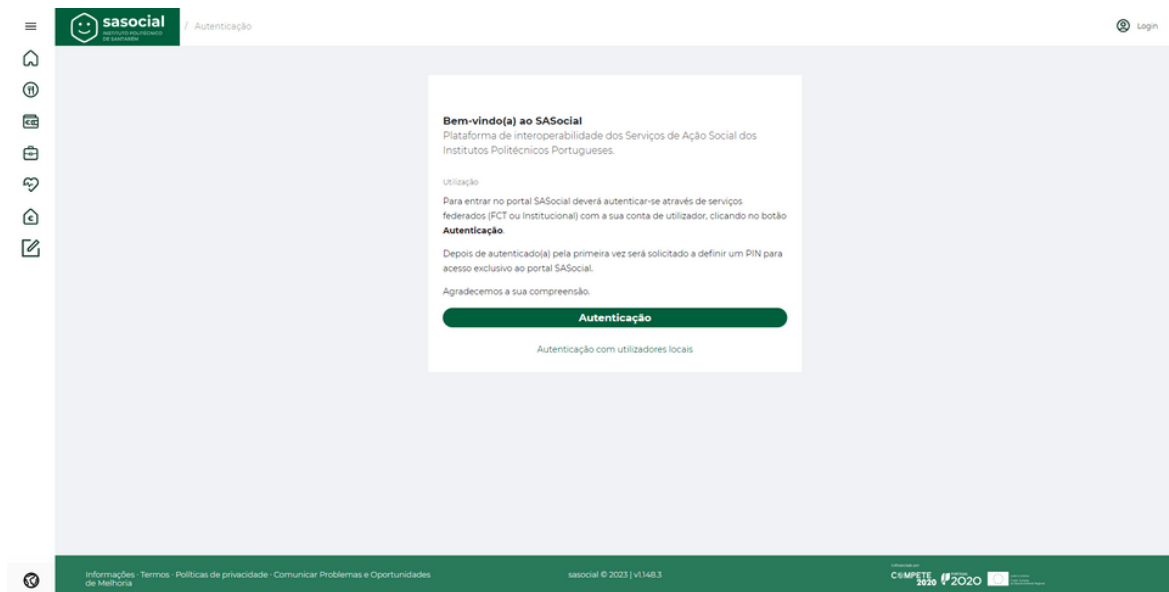 sasocial
INSTITUTO POLITÉCNICO
DE SANTARÉM
/ Autenticação
Login
Bem-vindo(a) ao SASocial
Plataforma de interoperabilidade dos Serviços de Ação Social dos
Institutos Politécnicos Portugueses.
Utilização
Para entrar no portal SASocial deverá autenticar-se através de serviços
federados (FCT ou Institucional) com a sua conta de utilizador, clicando no botão
Autenticação.
Depois de autenticado(a) pela primeira vez será solicitado a definir um PIN para
acesso exclusivo ao portal SASocial.
Agradecemos a sua compreensão.
Autenticação
Autenticação com utilizadores locais
Informações · Termos · Políticas de privacidade · Comunicar Problemas e Oportunidades
de Melhoria
sasocial © 2023 | v1.148.3
COMPETE
2020
2020